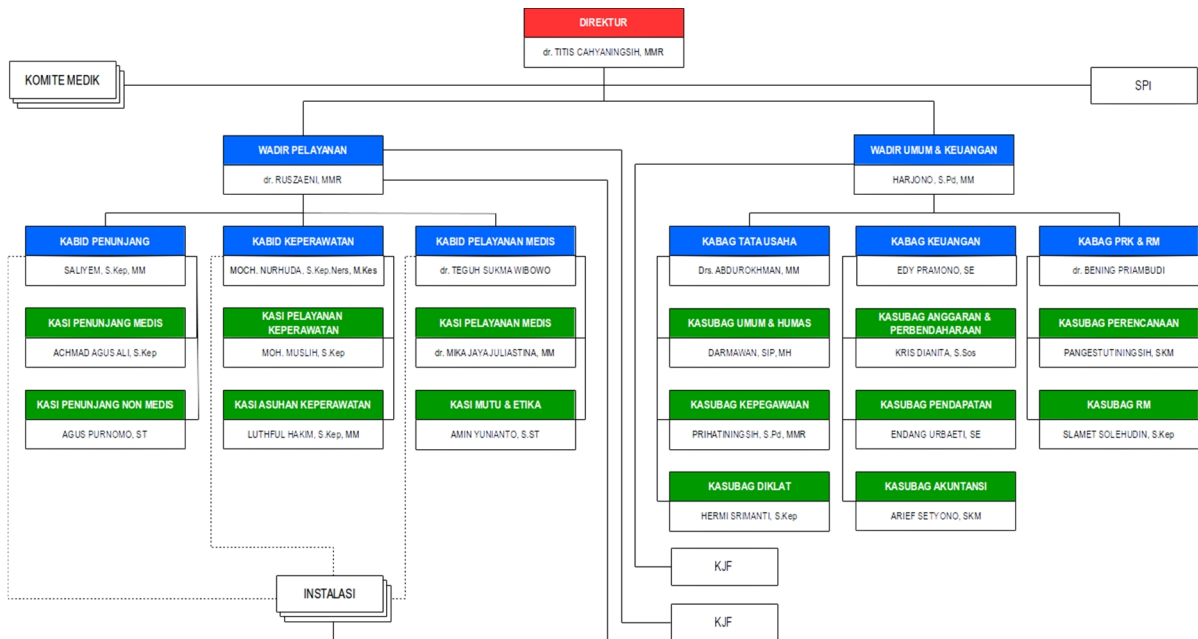 DIREKTUR
dr. TITIS CAHYANINGSIH, MMR
KOMITE MEDIK
SPI
WADIR PELAYANAN
dr. RUSZAENI, MMR
WADIR UMUM & KEUANGAN
HARJONO, S.Pd, MM
KABID PENUNJANG
SALIYEM, S.Kep, MM
KASI PENUNJANG MEDIS
ACHMAD AGUS ALI, S.Kep
KASI PENUNJANG NON MEDIS
AGUS PURNOMO, ST
KABID KEPERAWATAN
MOCH. NURHUDA, S.Kep.Ners, M.Kes
KASI PELAYANAN
KEPERAWATAN
MOH. MUSLIH, S.Kep
KASI ASUHAN KEPERAWATAN
LUTHFUL HAKIM, S.Kep, MM
KABID PELAYANAN MEDIS
dr. TEGUH SUKMA WIBOWO
KASI PELAYANAN MEDIS
dr. MIKA JAYA JULIASTINA, MM
KASI MUTU & ETIKA
AMIN YUNIANTO, S.ST
KABAG TATA USAHA
Drs. ABDUROKHMAN, MM
KASUBAG UMUM & HUMAS
DARMAWAN, SIP, MH
KASUBAG KEPEGAWAIAN
PRIHATININGSIH, S.Pd, MMR
KASUBAG DIKLAT
HERMI SRIMANTI, S.Kep
KABAG KEUANGAN
EDY PRAMONO, SE
KASUBAG ANGGARAN &
PERBENDAHARAAN
KRIS DIANITA, S.Sos
KASUBAG PENDAPATAN
ENDANG URBAETI, SE
KASUBAG AKUNTANSI
ARIEF SETYONO, SKM
KABAG PRK & RM
dr. BENING PRIAMBUDI
KASUBAG PERENCANAAN
PANGESTUTININGSIH, SKM
KASUBAG RM
SLAMET SOLEHUDIN, S.Kep
KJF
INSTALASI
KJF